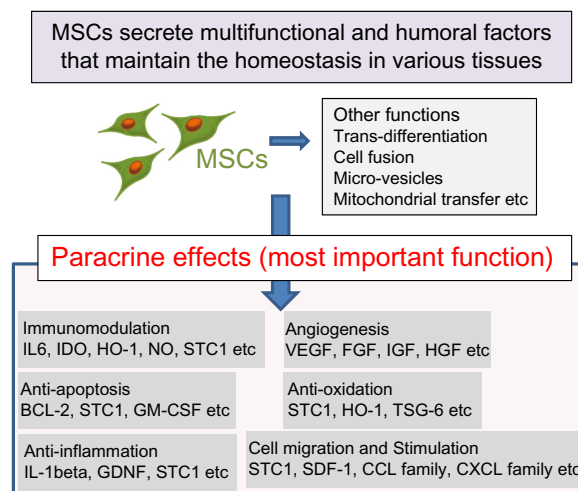 MSCs secrete multifunctional and humoral factors
that maintain the homeostasis in various tissues
MSCs
Other functions
Trans-differentiation
Cell fusion
Micro-vesicles
Mitochondrial transfer etc
Paracrine effects (most important function)
Immunomodulation
IL6, IDO, HO-1, NO, STC1 etc
Angiogenesis
VEGF, FGF, IGF, HGF etc
Anti-apoptosis
BCL-2, STC1, GM-CSF etc
Anti-oxidation
STC1, HO-1, TSG-6 etc
Anti-inflammation
IL-1beta, GDNF, STC1 etc
Cell migration and Stimulation
STC1, SDF-1, CCL family, CXCL family etc